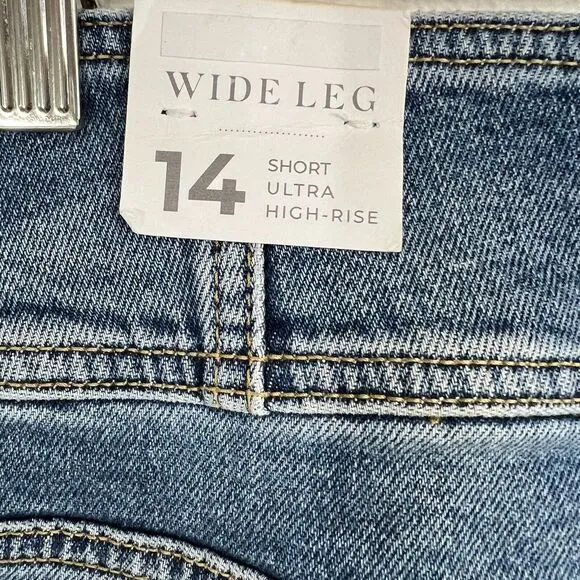 WIDE LEG
14
SHORT
ULTRA
HIGH-RISE